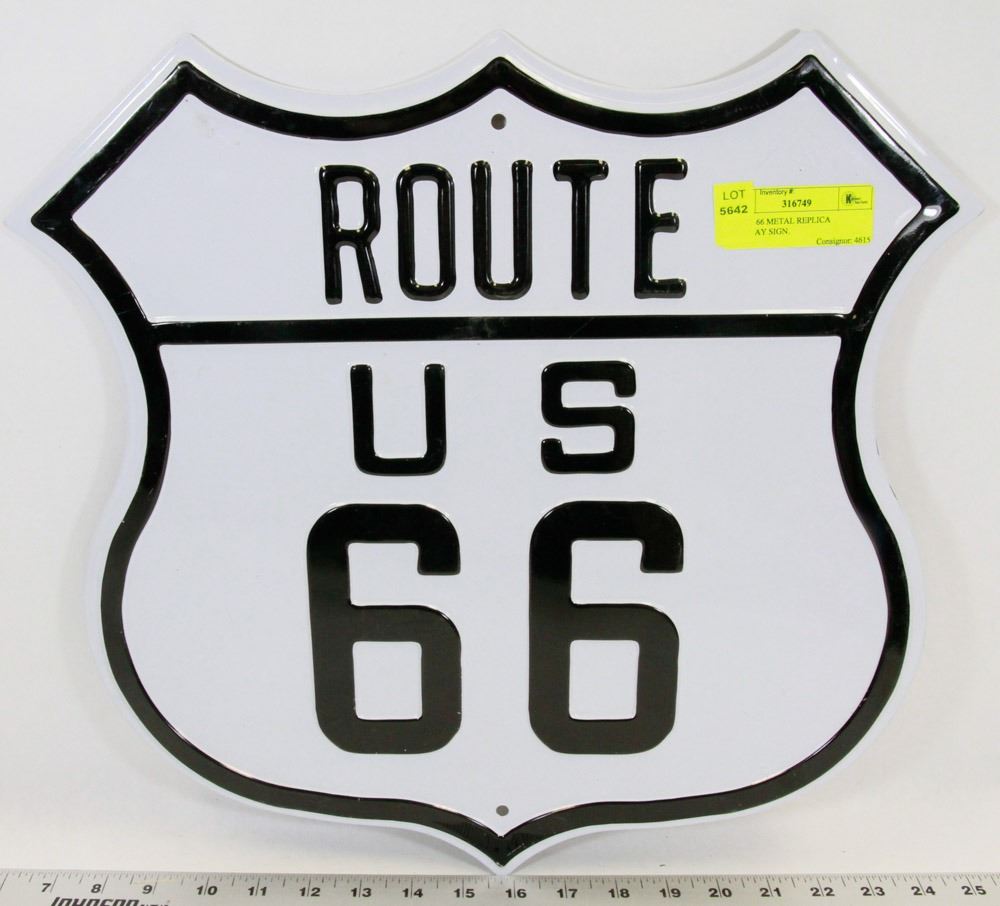 ROUTE
U S
66
LOT
5642
Inventory #:
316749
66 METAL REPLICA
AY SIGN.
Consignor: 4615
7 8 9 10 11 12 13 14 15 16 17 18 19 20 21 22 23 24 25
JOHNSON